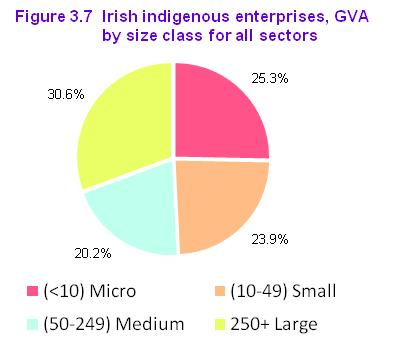 Figure 3.7 Irish indigenous enterprises, GVA
by size class for all sectors
30.6%
25.3%
20.2%
23.9%
(<10) Micro
(10-49) Small
(50-249) Medium
250+ Large